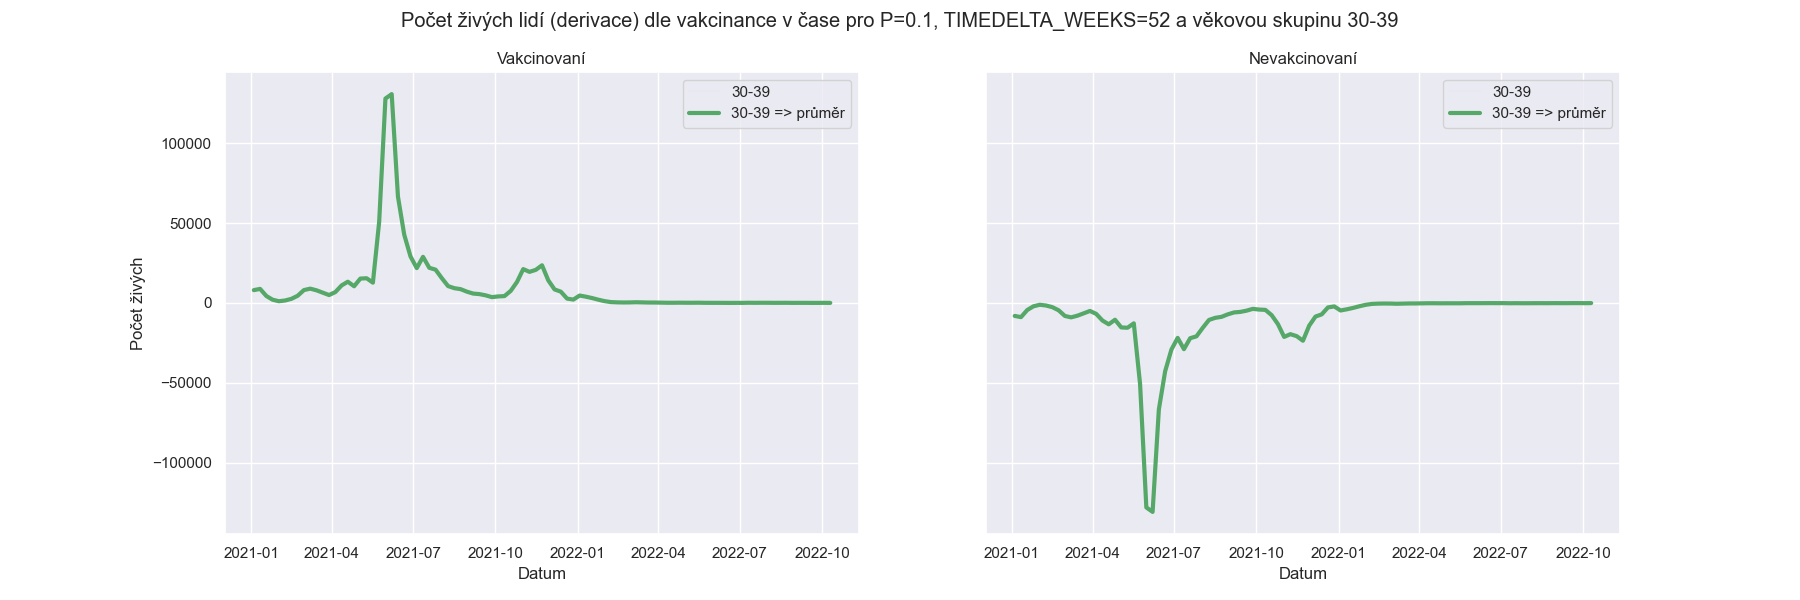 Počet živých lidí (derivace) dle vakcinance v čase pro P=0.1, TIMEDELTA_WEEKS=52 a věkovou skupinu 30-39
Vakcinovaní
30-39
30-39 => průměr
100000
50000
0
−50000
−100000
Počet živých
2021-01 2021-04 2021-07 2021-10 2022-01 2022-04 2022-07 2022-10
Datum
Nevakcinovaní
30-39
30-39 => průměr
2021-01 2021-04 2021-07 2021-10 2022-01 2022-04 2022-07 2022-10
Datum